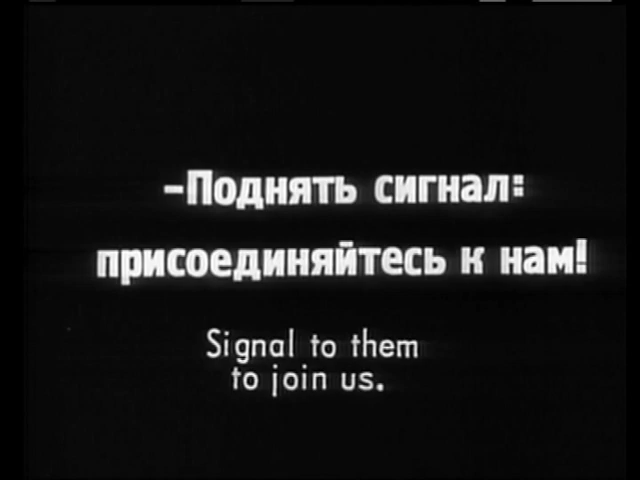 -Поднять сигнал:
присоединяйтесь к нам!
Signal to them
to join us.